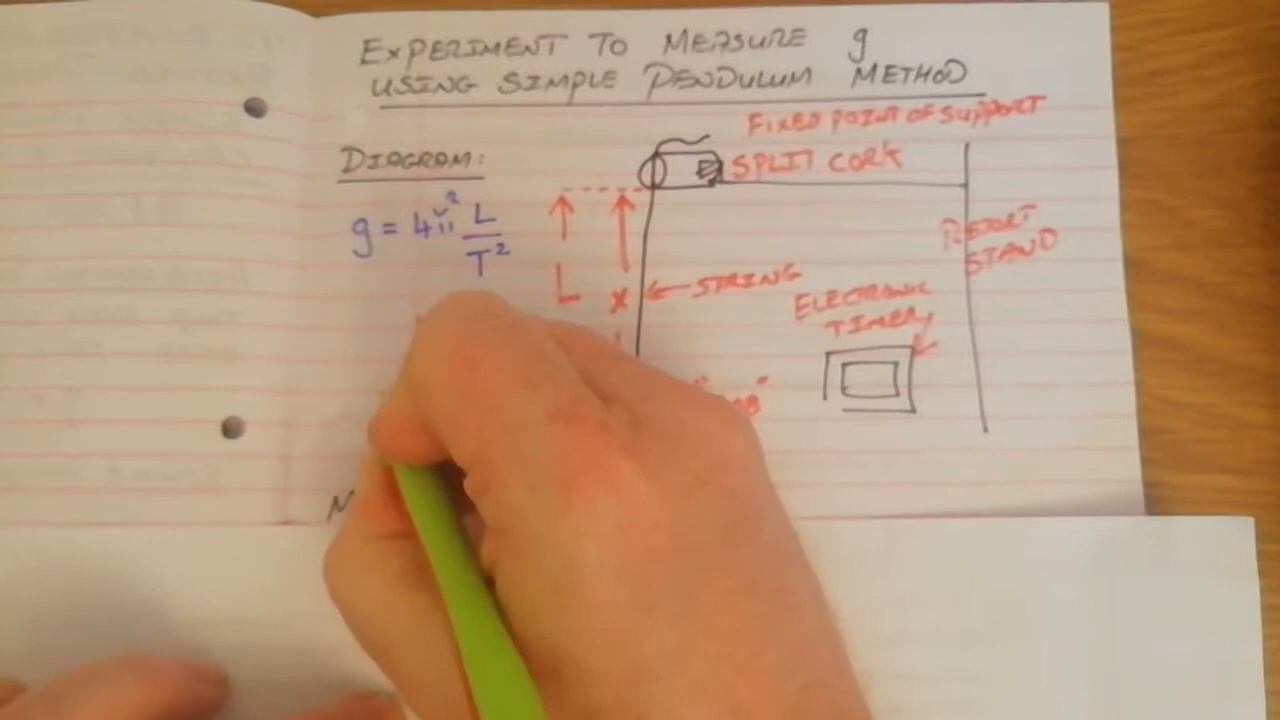 EXPERIMENT TO MEASURE g
USING SIMPLE PENDULUM METHOD
FIXED POINT OF SUPPORT
DIAGRAM:
SPLIT CORK
g = 4π² L/T²
RETORT
STAND
L
x
STRING
ELECTRONIC
TIMER